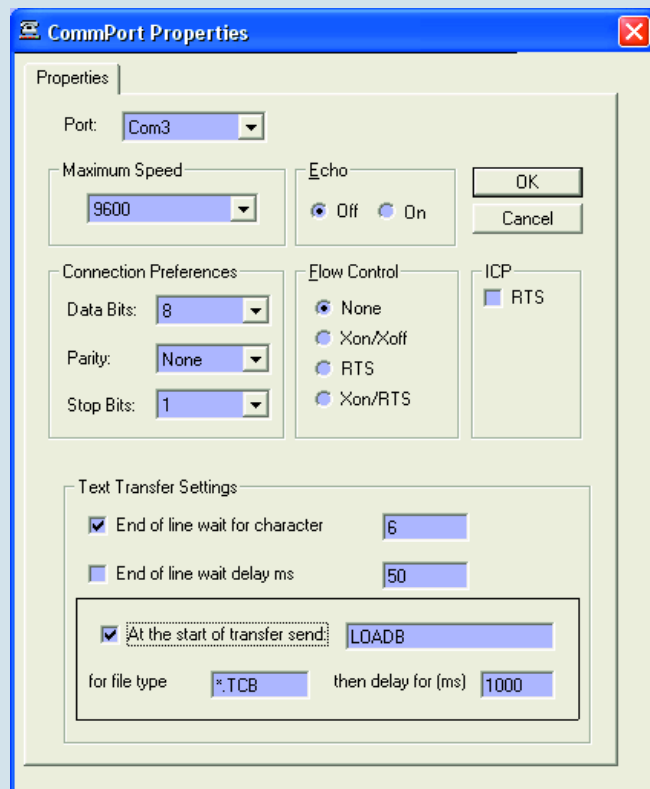 CommPort Properties
Properties
Port: Com3
Maximum Speed
9600
Echo
Off On
OK
Cancel
Connection Preferences
Data Bits: 8
Parity: None
Stop Bits: 1
Flow Control
None
Xon/Xoff
RTS
Xon/RTS
ICP
RTS
Text Transfer Settings
End of line wait for character 6
End of line wait delay ms 50
At the start of transfer send: LOADB
for file type *.TCB then delay for (ms) 1000